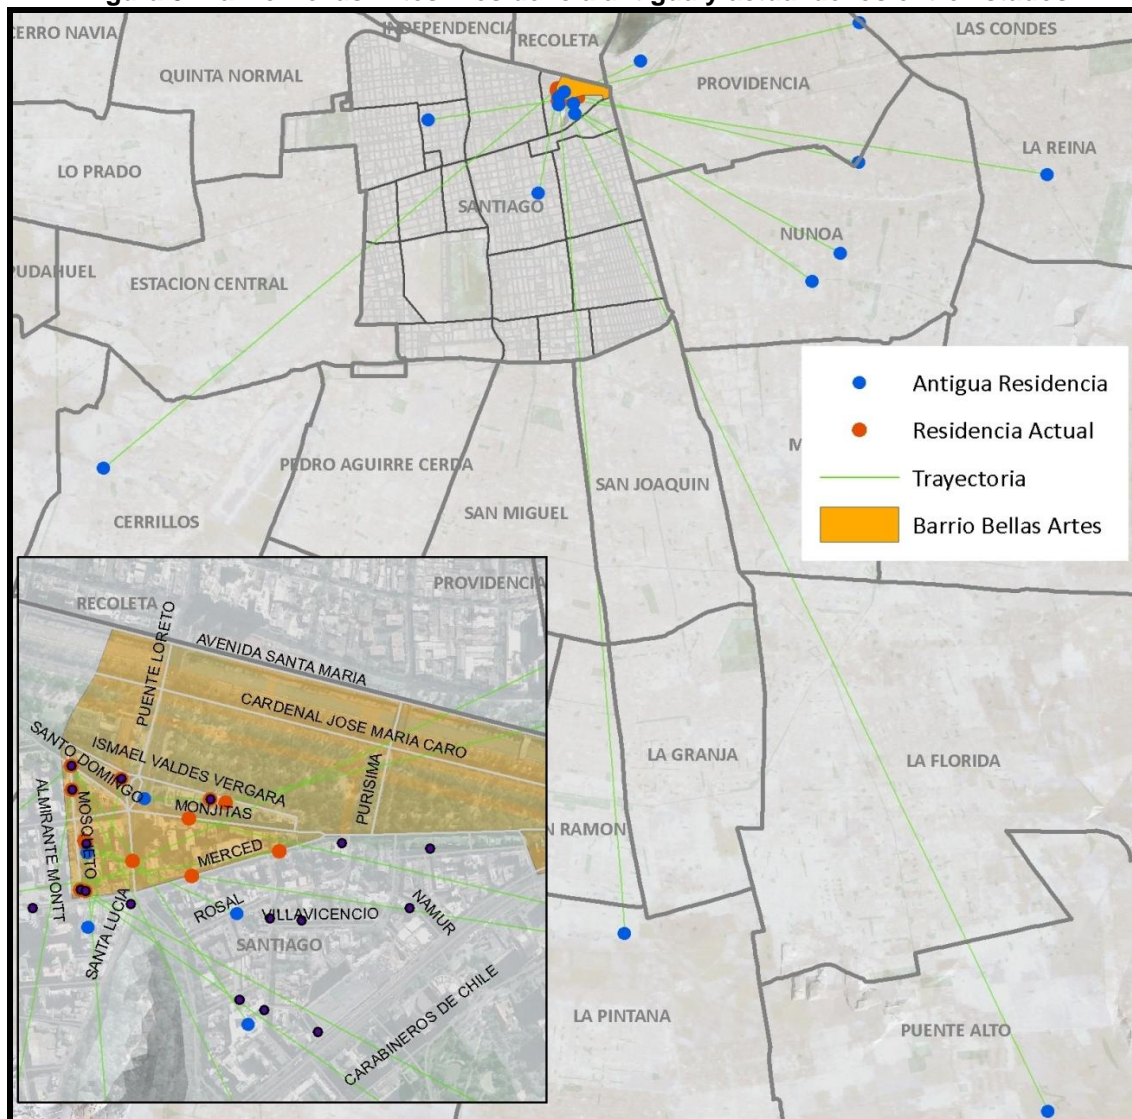 CERRO NAVIA
INDEPENDENCIA
RECOLETA
LAS CONDES
QUINTA NORMAL
PROVIDENCIA
LO PRADO
LA REINA
SANTIAGO
NUNOA
PUDAHUEL
ESTACION CENTRAL
Antigua Residencia
Residencia Actual
Trayectoria
Barrio Bellas Artes
PEDRO AGUIRRE CERDA
SAN JOAQUIN
CERRILLOS
SAN MIGUEL
PROVIDENCIA
RECOLETA
PUENTE LORETO
AVENIDA SANTA MARIA
CARDENAL JOSE MARIA CARO
SANTO DOMINGO
ISMAEL VALDES VERGARA
PURISIMA
MONJITAS
ALMIRANTE MONTT
MOSQUETO
MERCED
SANTA LUCIA
ROSAL
VILLAVICENCIO
NAMUR
SANTIAGO
CARABINEROS DE CHILE
LA GRANJA
LA FLORIDA
N RAMON
LA PINTANA
PUENTE ALTO